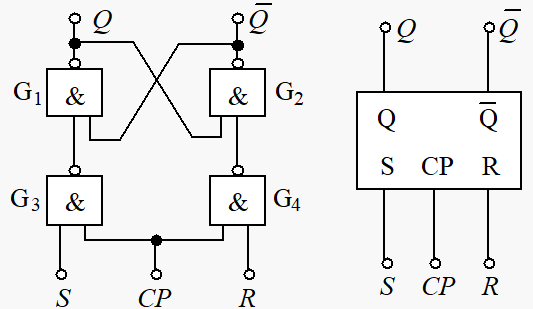 Q Q̅ Q Q̅
G₁ & & G₂
Q Q̅
S CP R
G₃ & & G₄
S CP R S CP R